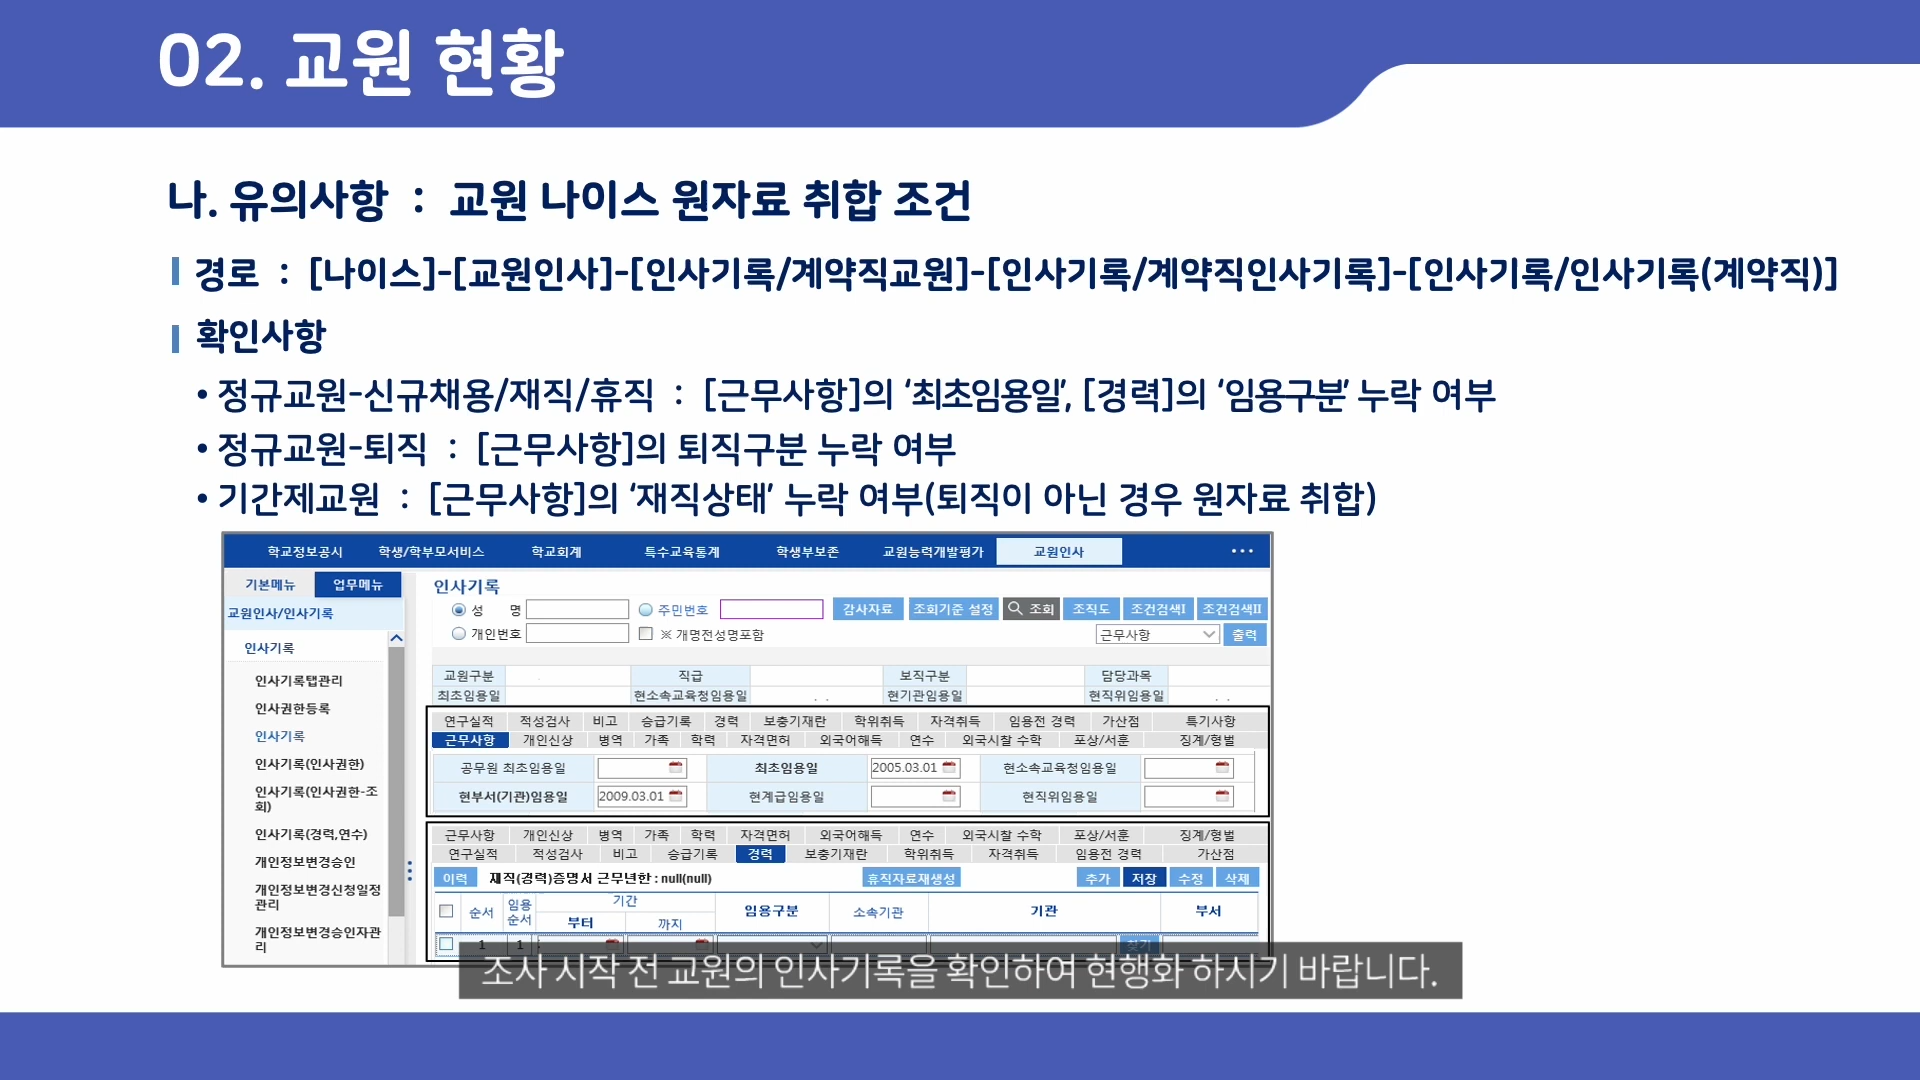 02. 교원 현황
나. 유의사항 : 교원 나이스 원자료 취합 조건
경로 : [나이스]-[교원인사]-[인사기록/계약직교원]-[인사기록/계약직인사기록]-[인사기록/인사기록(계약직)]
확인사항
• 정규교원-신규채용/재직/휴직 : [근무사항]의 ‘최초임용일’, [경력]의 ‘임용구분’ 누락 여부
• 정규교원-퇴직 : [근무사항]의 퇴직구분 누락 여부
• 기간제교원 : [근무사항]의 ‘재직상태’ 누락 여부(퇴직이 아닌 경우 원자료 취합)
학교정보공시 학생/학부모서비스 학교회계 특수교육통계 학생부보존 교원능력개발평가 교원인사 •••
기본메뉴 업무메뉴
교원인사/인사기록
인사기록
인사기록탭관리
인사권한등록
인사기록
인사기록(인사권한)
인사기록(인사권한-조
회)
인사기록(경력,연수)
개인정보변경승인
개인정보변경신청일정
관리
개인정보변경승인자관
리
인사기록
성 명 주민번호 감사자료 조회기준 설정 조회 조직도 조건검색I 조건검색II
개인번호 ※ 개명전성명포함 근무사항 출력
교원구분 직급 보직구분 담당과목
최초임용일 현소속교육청임용일 . . 현기관임용일 현직위임용일 . .
연구실적 적성검사 비고 승급기록 경력 보충기재란 학위취득 자격취득 임용전 경력 가산점 특기사항
근무사항 개인신상 병역 가족 학력 자격면허 외국어해득 연수 외국시찰 수학 포상/서훈 징계/형벌
공무원 최초임용일 최초임용일 2005.03.01 현소속교육청임용일
현부서(기관)임용일 2009.03.01 현계급임용일 현직위임용일
근무사항 개인신상 병역 가족 학력 자격면허 외국어해득 연수 외국시찰 수학 포상/서훈 징계/형벌
연구실적 적성검사 비고 승급기록 경력 보충기재란 학위취득 자격취득 임용전 경력 가산점
이력 재직(경력)증명서 근무년한 : null(null) 휴직자료재생성 추가 저장 수정 삭제
순서 임용순서 기간 부터 까지 임용구분 소속기관 기관 부서
1 1 찾기
조사 시작 전 교원의 인사기록을 확인하여 현행화 하시기 바랍니다.